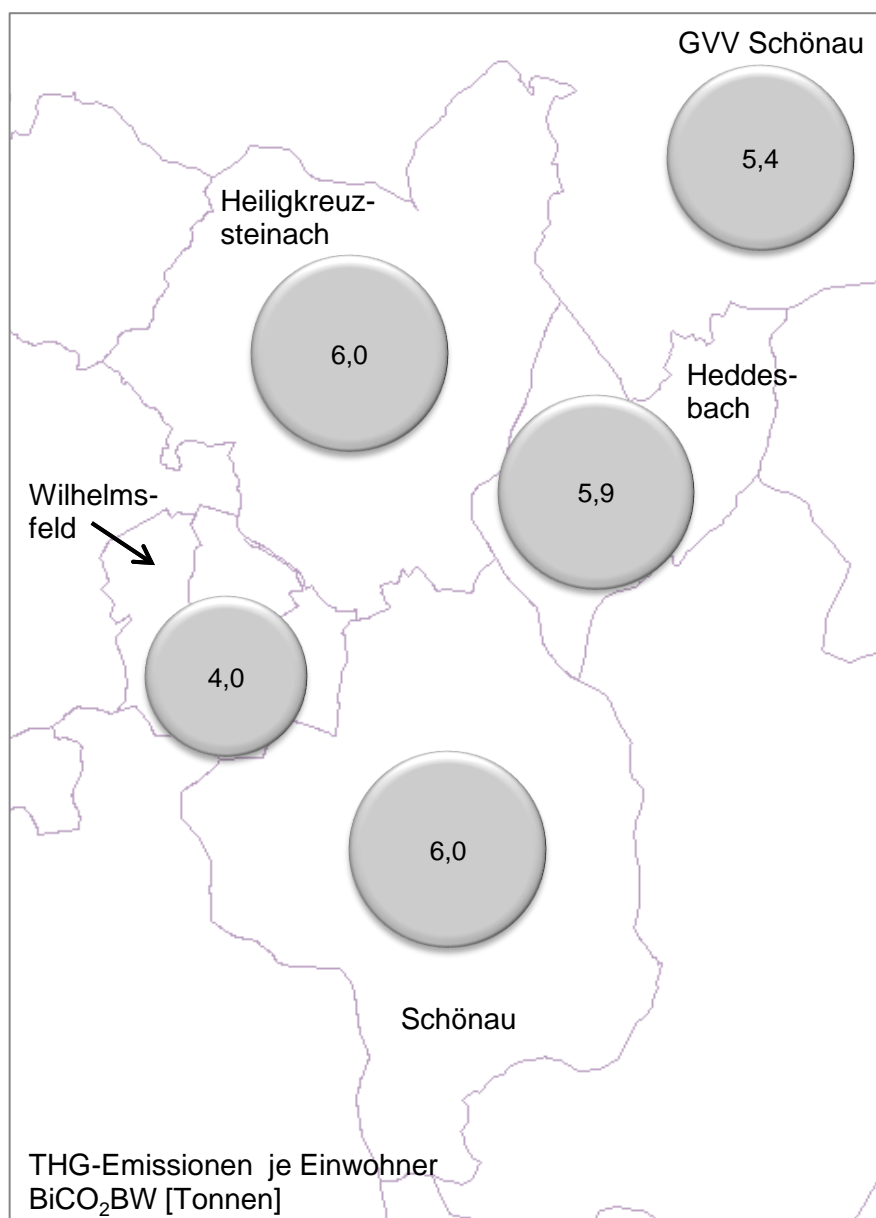 GVV Schönau
5,4
Heiligkreuz-
steinach
6,0
Heddes-
bach
5,9
Wilhelms-
feld
4,0
6,0
Schönau
THG-Emissionen je Einwohner
BiCO₂BW [Tonnen]